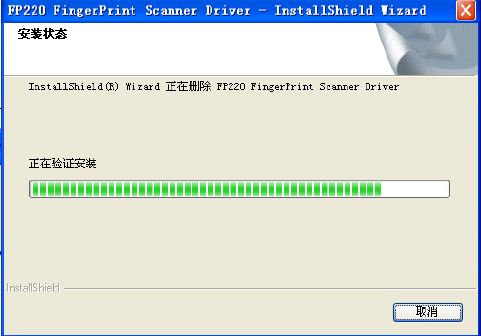 FP220 FingerPrint Scanner Driver - InstallShield Wizard
安装状态
InstallShield(R) Wizard 正在删除 FP220 FingerPrint Scanner Driver
正在验证安装
InstallShield
取消